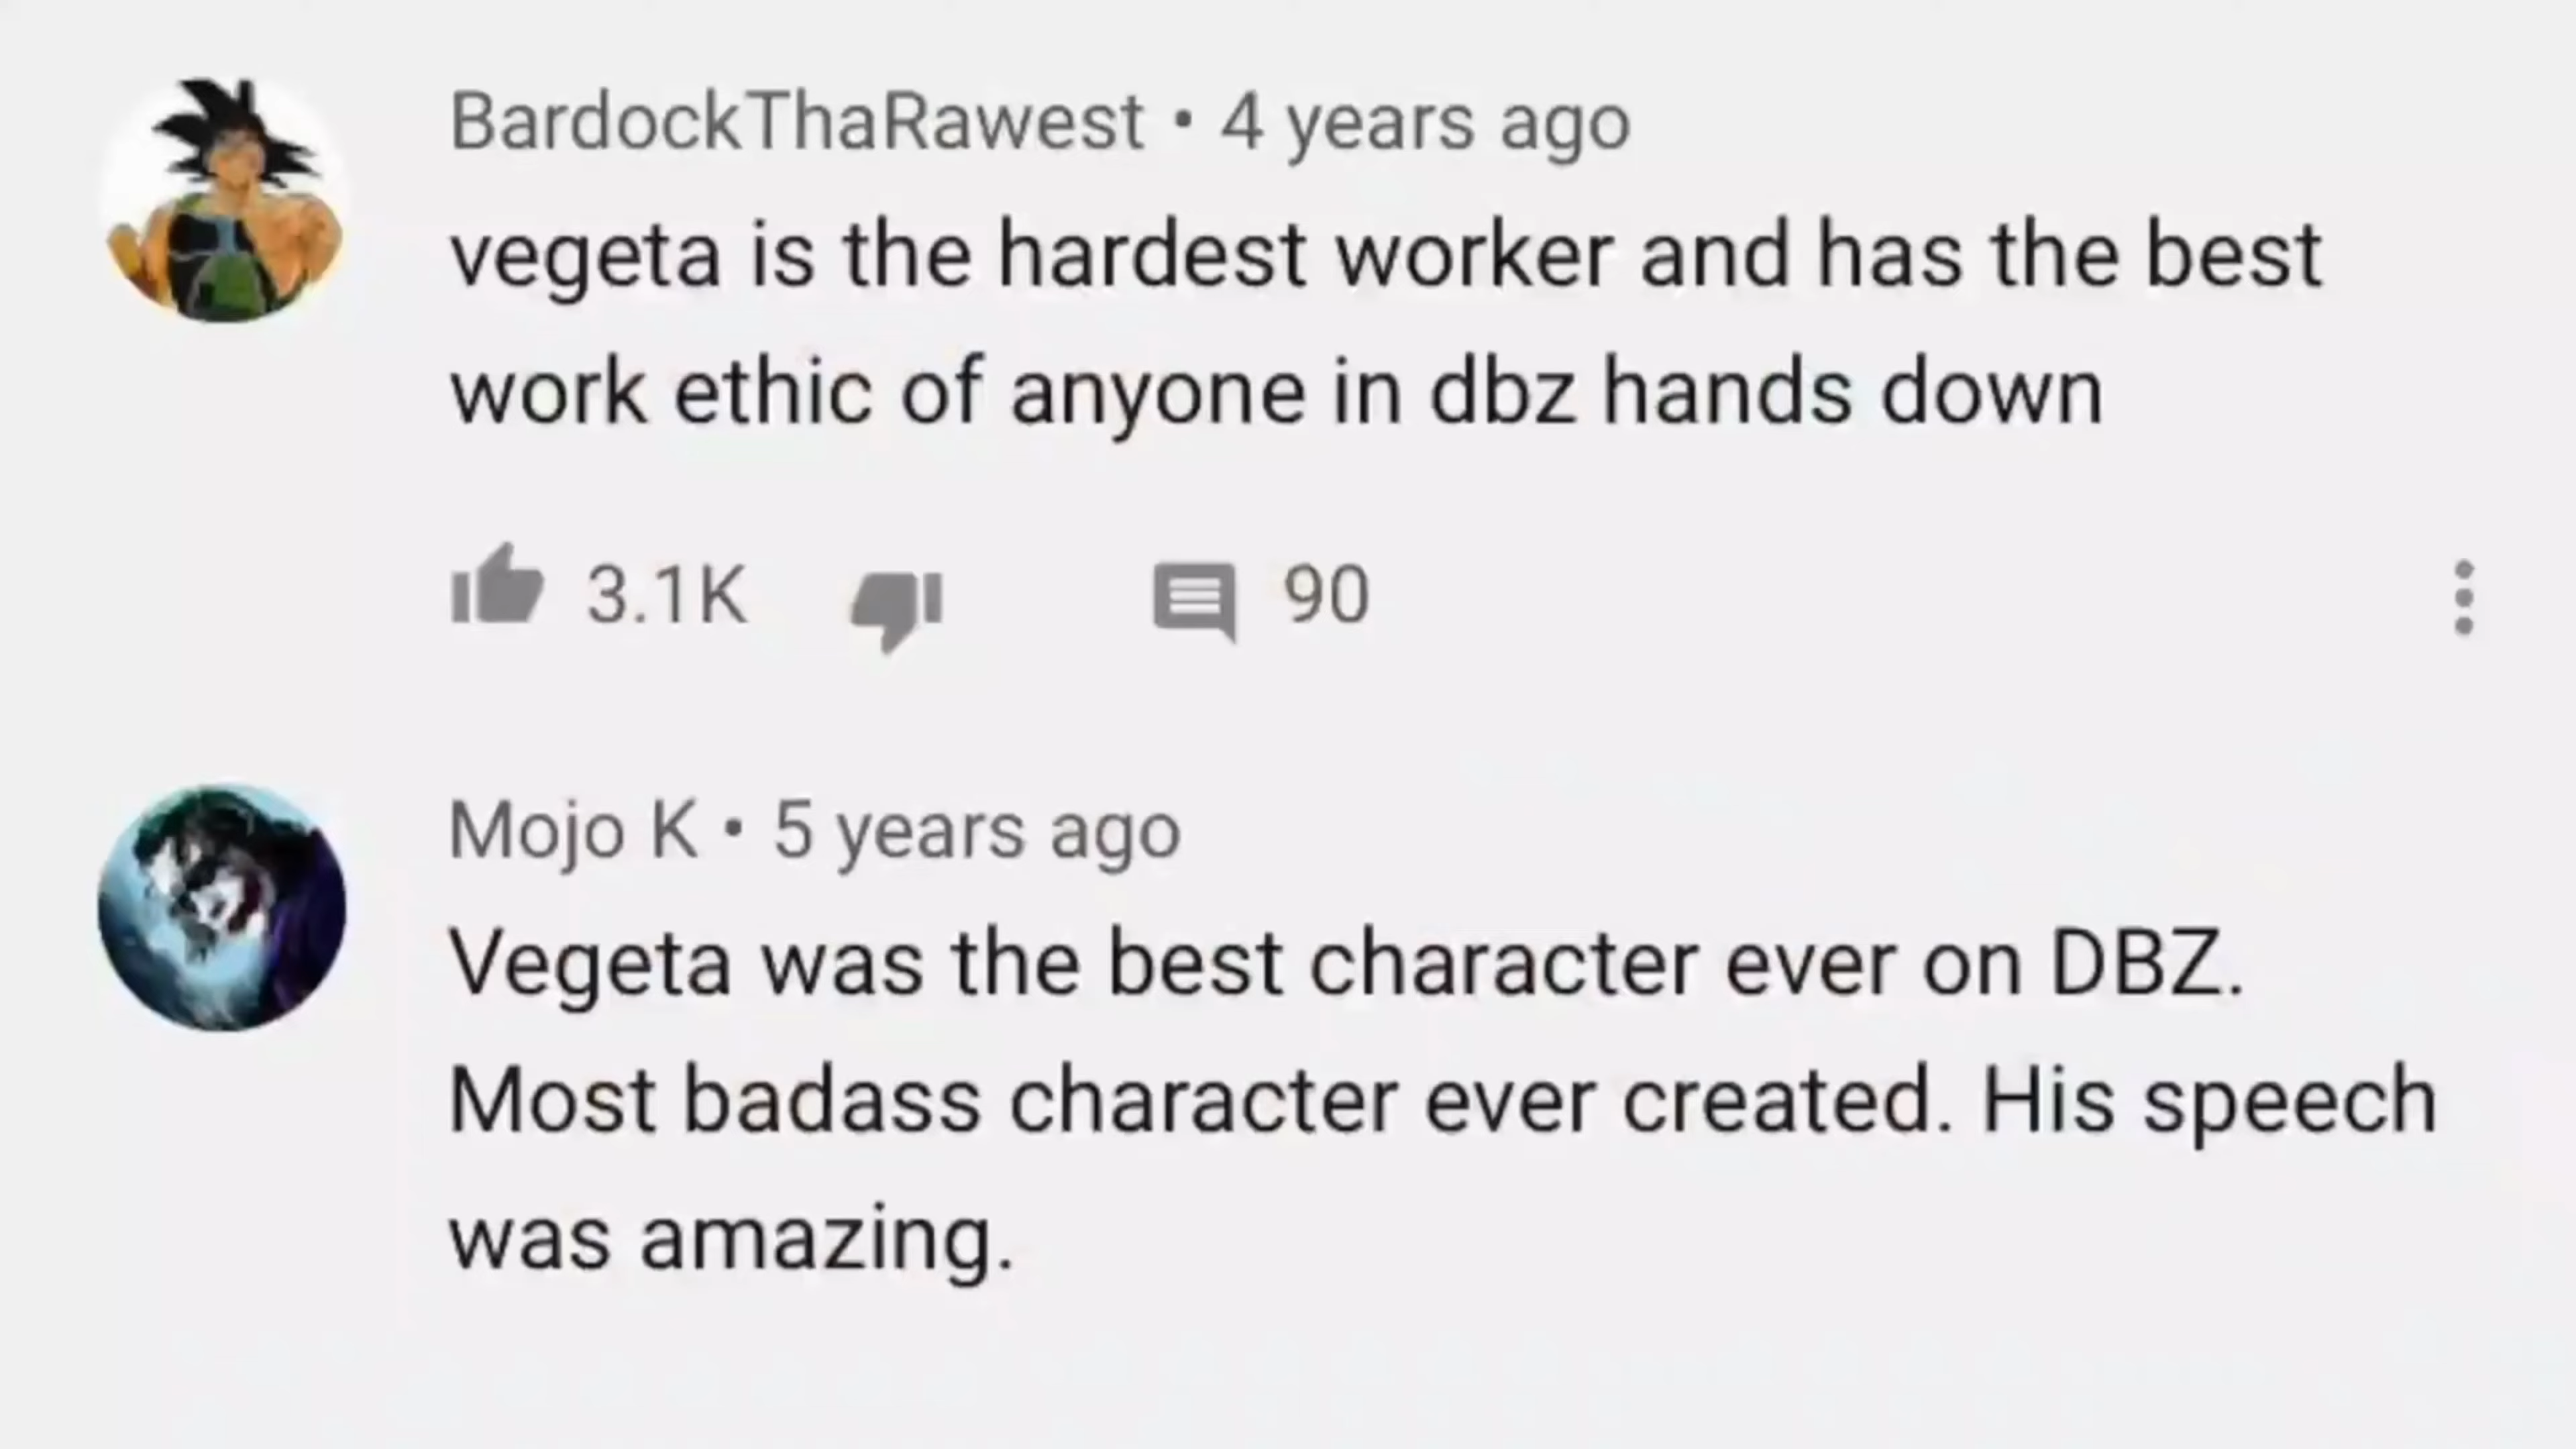 BardockThaRawest • 4 years ago
vegeta is the hardest worker and has the best
work ethic of anyone in dbz hands down
3.1K 90
Mojo K • 5 years ago
Vegeta was the best character ever on DBZ.
Most badass character ever created. His speech
was amazing.